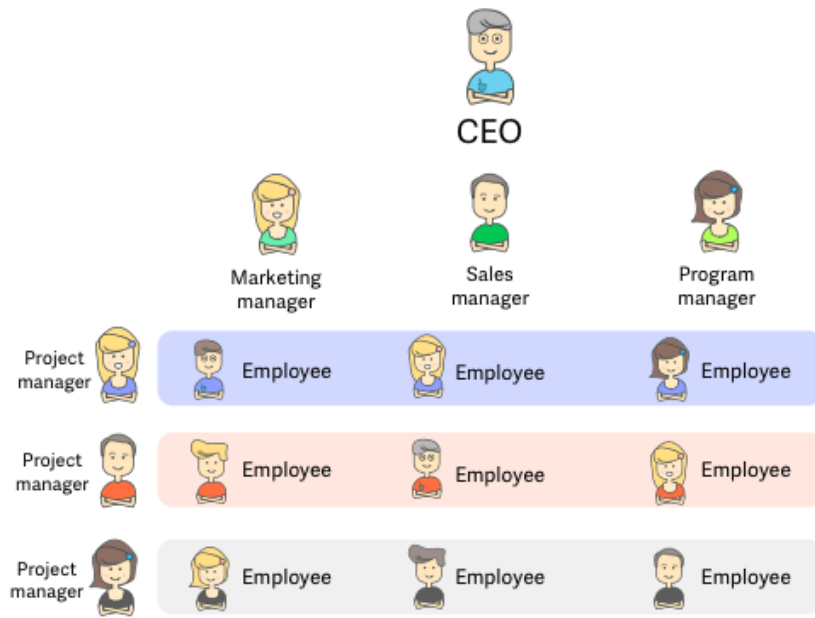 CEO
Marketing
manager
Sales
manager
Program
manager
Project
manager
Employee
Employee
Employee
Project
manager
Employee
Employee
Employee
Project
manager
Employee
Employee
Employee